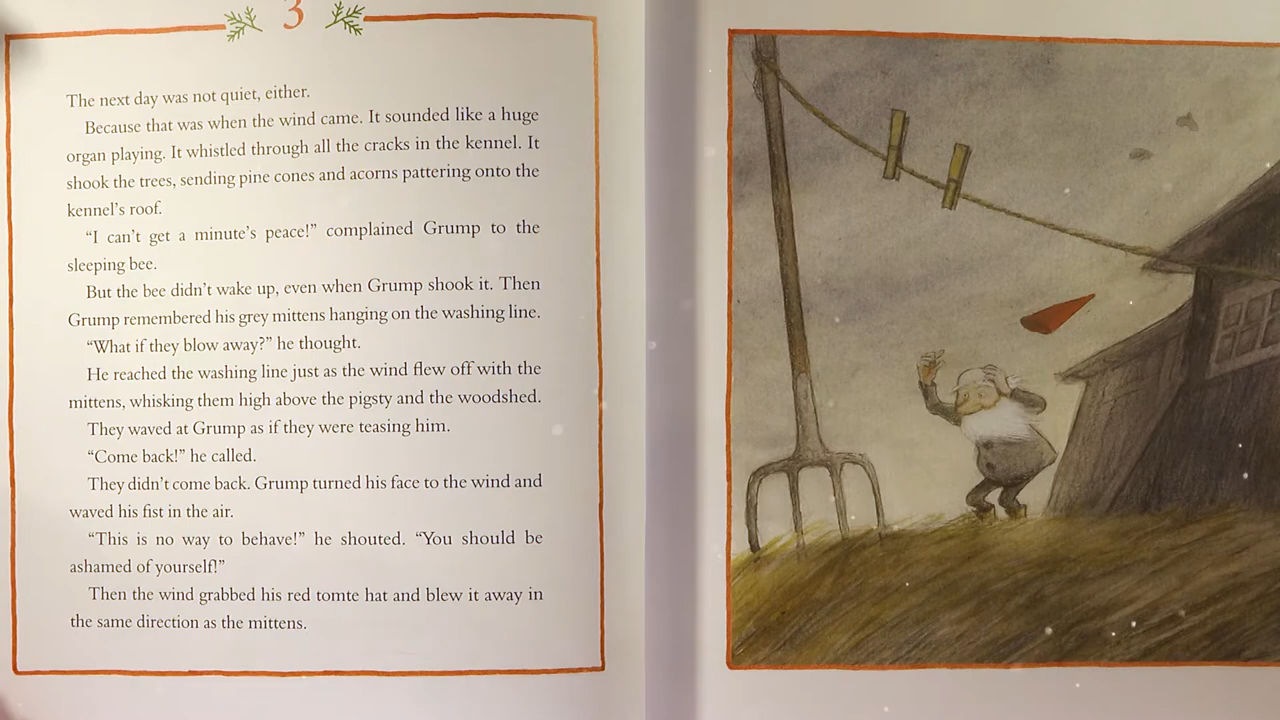 3
The next day was not quiet, either.
Because that was when the wind came. It sounded like a huge
organ playing. It whistled through all the cracks in the kennel. It
shook the trees, sending pine cones and acorns pattering onto the
kennel's roof.
“I can't get a minute's peace!” complained Grump to the
sleeping bee.
But the bee didn't wake up, even when Grump shook it. Then
Grump remembered his grey mittens hanging on the washing line.
“What if they blow away?” he thought.
He reached the washing line just as the wind flew off with the
mittens, whisking them high above the pigsty and the woodshed.
They waved at Grump as if they were teasing him.
“Come back!” he called.
They didn't come back. Grump turned his face to the wind and
waved his fist in the air.
“This is no way to behave!” he shouted. “You should be
ashamed of yourself!”
Then the wind grabbed his red tomte hat and blew it away in
the same direction as the mittens.